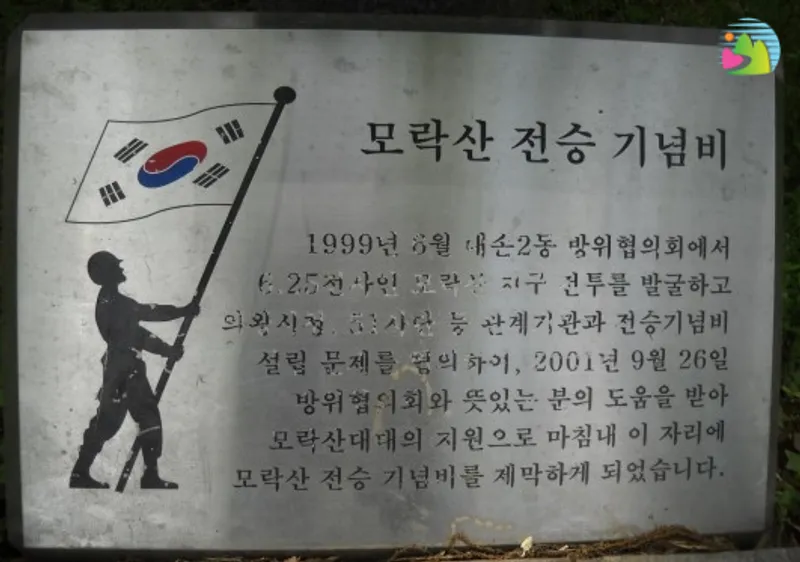 모락산 전승 기념비
1999년 6월 내손2동 방위협의회에서
6.25전사인 모락산 지구 전투를 발굴하고
의왕시청, 51사단 등 관계기관과 전승기념비
설립 문제를 협의하여, 2001년 9월 26일
방위협의회와 뜻있는 분의 도움을 받아
모락산대대의 지원으로 마침내 이 자리에
모락산 전승 기념비를 제막하게 되었습니다.